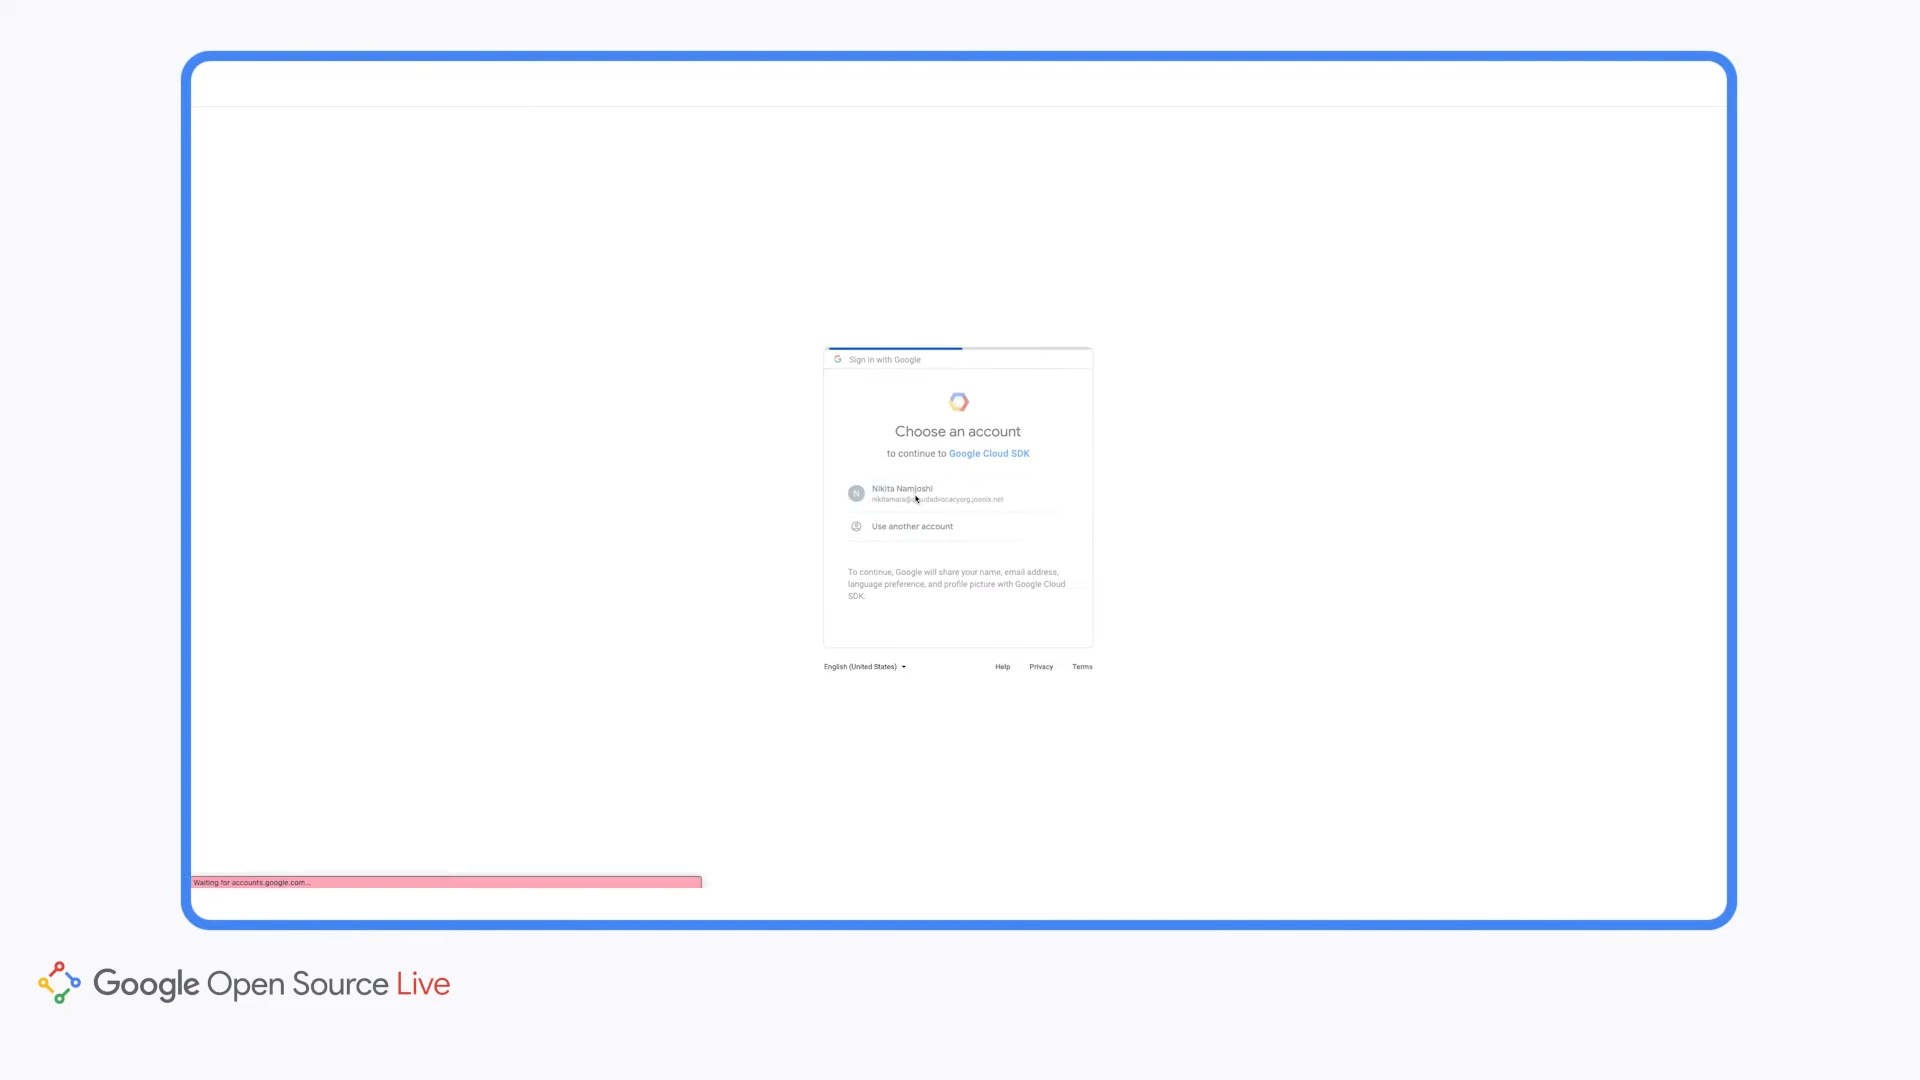 Sign in with Google
Choose an account
to continue to Google Cloud SDK
N
Nikita Namjoshi
Use another account
To continue, Google will share your name, email address,
language preference, and profile picture with Google Cloud
SDK.
English (United States)
Help Privacy Terms
Waiting for accounts.google.com...
Google Open Source Live